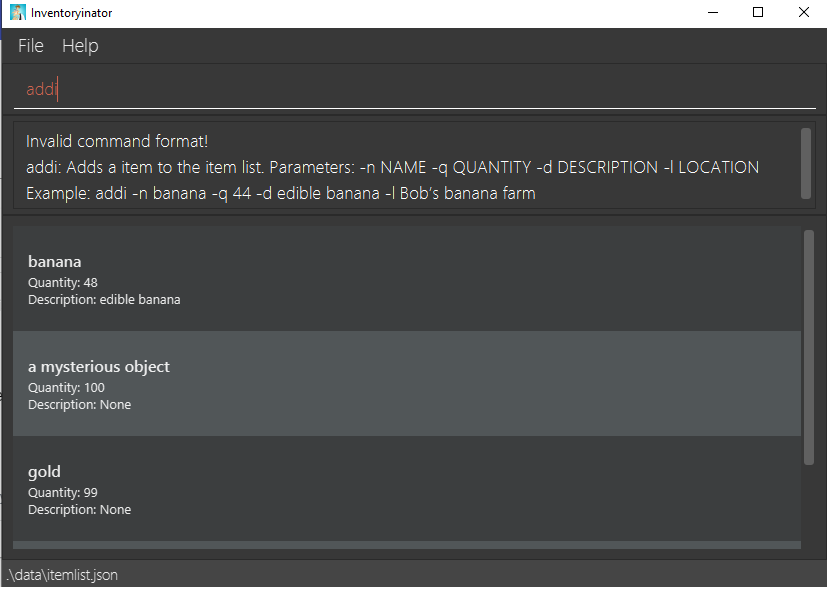 Inventoryinator
File Help
addi
Invalid command format!
addi: Adds a item to the item list. Parameters: -n NAME -q QUANTITY -d DESCRIPTION -l LOCATION
Example: addi -n banana -q 44 -d edible banana -l Bob's banana farm
banana
Quantity: 48
Description: edible banana
a mysterious object
Quantity: 100
Description: None
gold
Quantity: 99
Description: None
.\data\itemlist.json